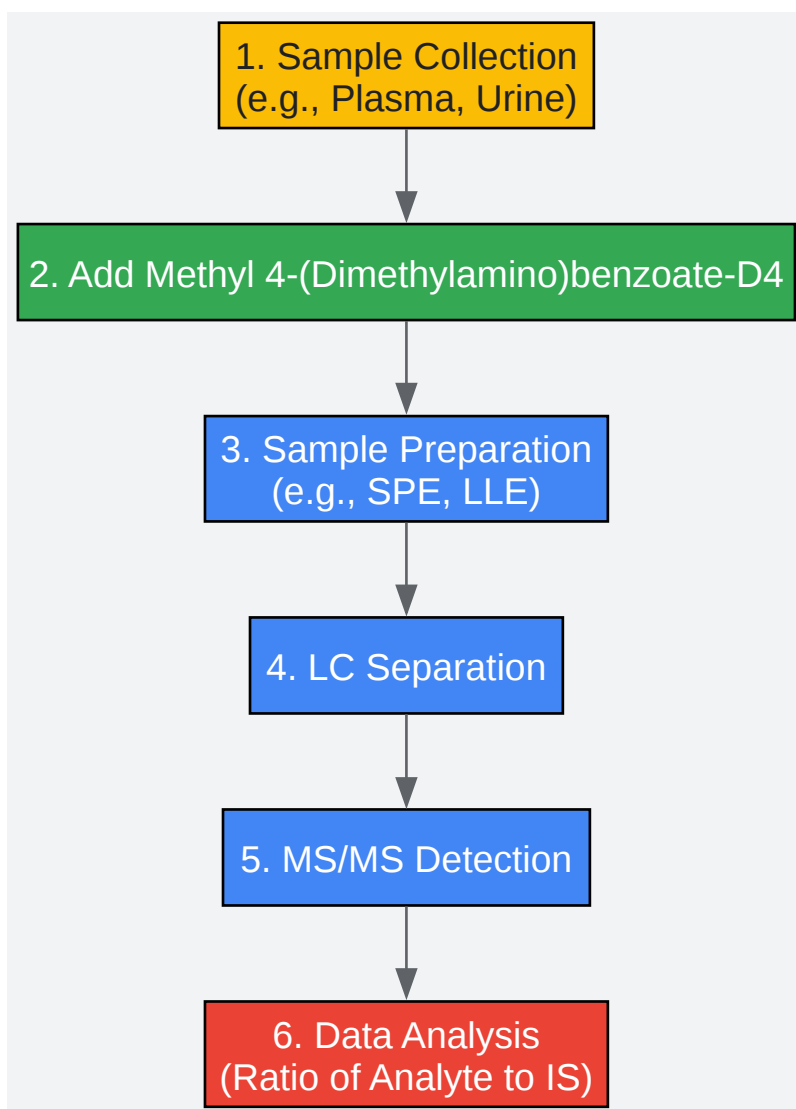 1. Sample Collection
(e.g., Plasma, Urine)
2. Add Methyl 4-(Dimethylamino)benzoate-D4
3. Sample Preparation
(e.g., SPE, LLE)
4. LC Separation
5. MS/MS Detection
6. Data Analysis
(Ratio of Analyte to IS)